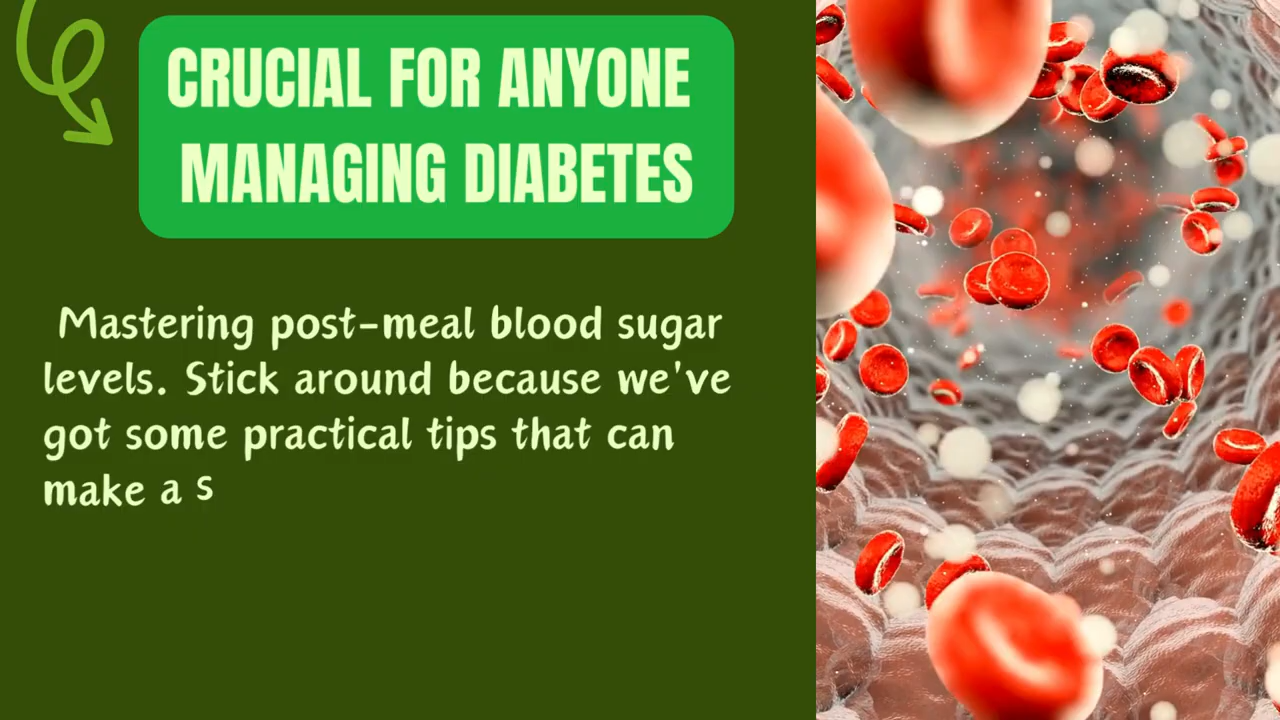 CRUCIAL FOR ANYONE
MANAGING DIABETES
Mastering post-meal blood sugar
levels. Stick around because we've
got some practical tips that can
make a s